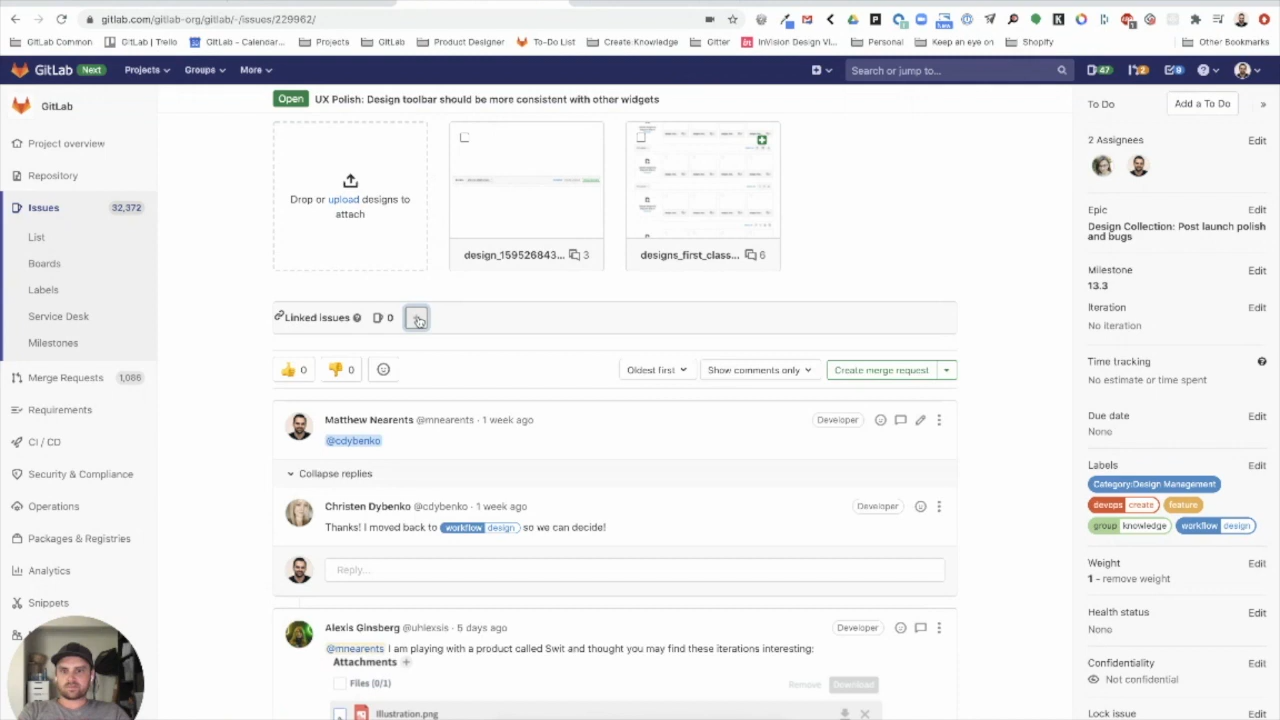 gitlab.com/gitlab-org/gitlab/-/issues/229962/
GitLab Common
GitLab | Trello
GitLab - Calendar...
Projects
GitLab
Product Designer
To-Do List
Create:Knowledge
Gitter
InVision Design Vi...
Personal
Keep an eye on
Shopify
Other Bookmarks
GitLab Next Projects Groups More
Search or jump to...
47 2 9
GitLab
Project overview
Repository
Issues 32,372
List
Boards
Labels
Service Desk
Milestones
Merge Requests 1,086
Requirements
CI / CD
Security & Compliance
Operations
Packages & Registries
Analytics
Snippets
Open UX Polish: Design toolbar should be more consistent with other widgets
Drop or upload designs to
attach
design_159526843... 3
designs_first_class... 6
Linked issues 0
0 0
Oldest first
Show comments only
Create merge request
Matthew Nearents @mnearents · 1 week ago
Developer
@cdybenko
Collapse replies
Christen Dybenko @cdybenko · 1 week ago
Developer
Thanks! I moved back to workflow design so we can decide!
Reply...
Alexis Ginsberg @uhlexsis · 5 days ago
Developer
@mnearents I am playing with a product called Swit and thought you may find these iterations interesting:
Attachments +
Files (0/1)
Remove
Download
Illustration.png
To Do
Add a To Do
2 Assignees Edit
Epic Edit
Design Collection: Post launch polish
and bugs
Milestone Edit
13.3
Iteration Edit
No iteration
Time tracking
No estimate or time spent
Due date Edit
None
Labels Edit
Category:Design Management
devops create feature
group knowledge workflow design
Weight Edit
1 - remove weight
Health status Edit
None
Confidentiality Edit
Not confidential
Lock issue Edit